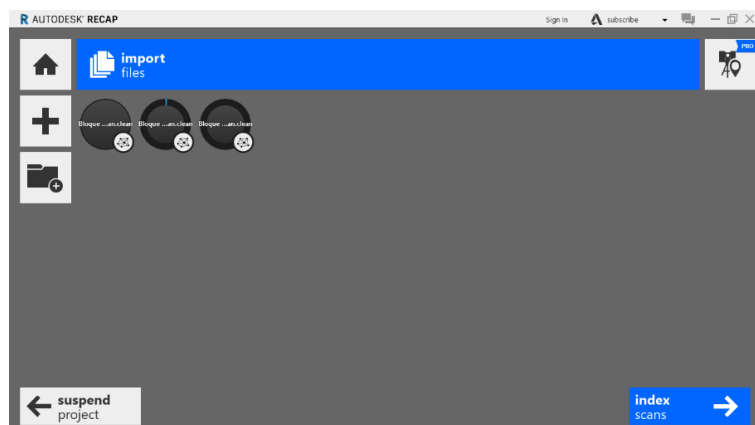 R AUTODESK® RECAP
Sign In
subscribe
import
files
PRO
Bloque ...an.clean
Bloque ...an.clean
Bloque ...an.clean
suspend
project
index
scans